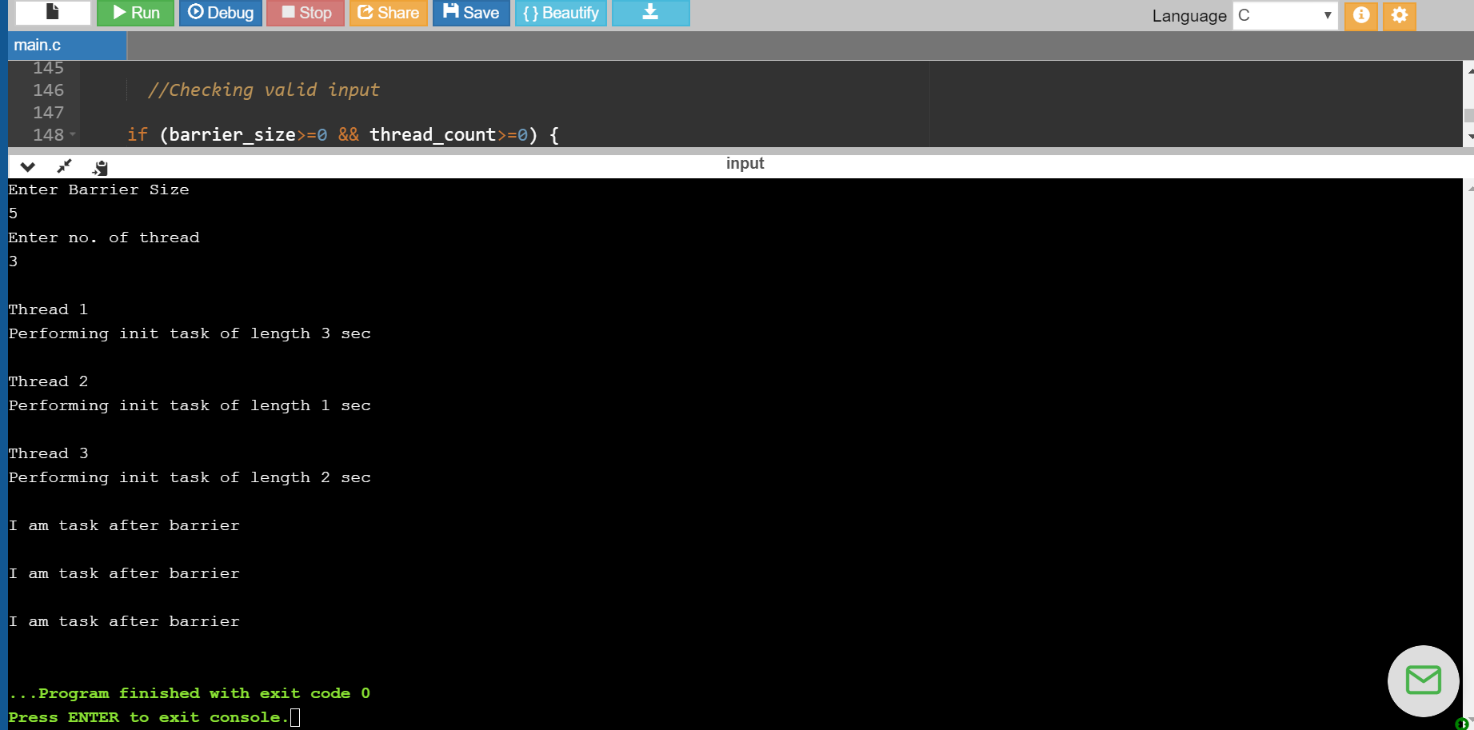 Run Debug Stop Share Save { } Beautify Language C
main.c
145
146 //Checking valid input
147
148 if (barrier_size>=0 && thread_count>=0) {
input
Enter Barrier Size
5
Enter no. of thread
3
Thread 1
Performing init task of length 3 sec
Thread 2
Performing init task of length 1 sec
Thread 3
Performing init task of length 2 sec
I am task after barrier
I am task after barrier
I am task after barrier
...Program finished with exit code 0
Press ENTER to exit console.